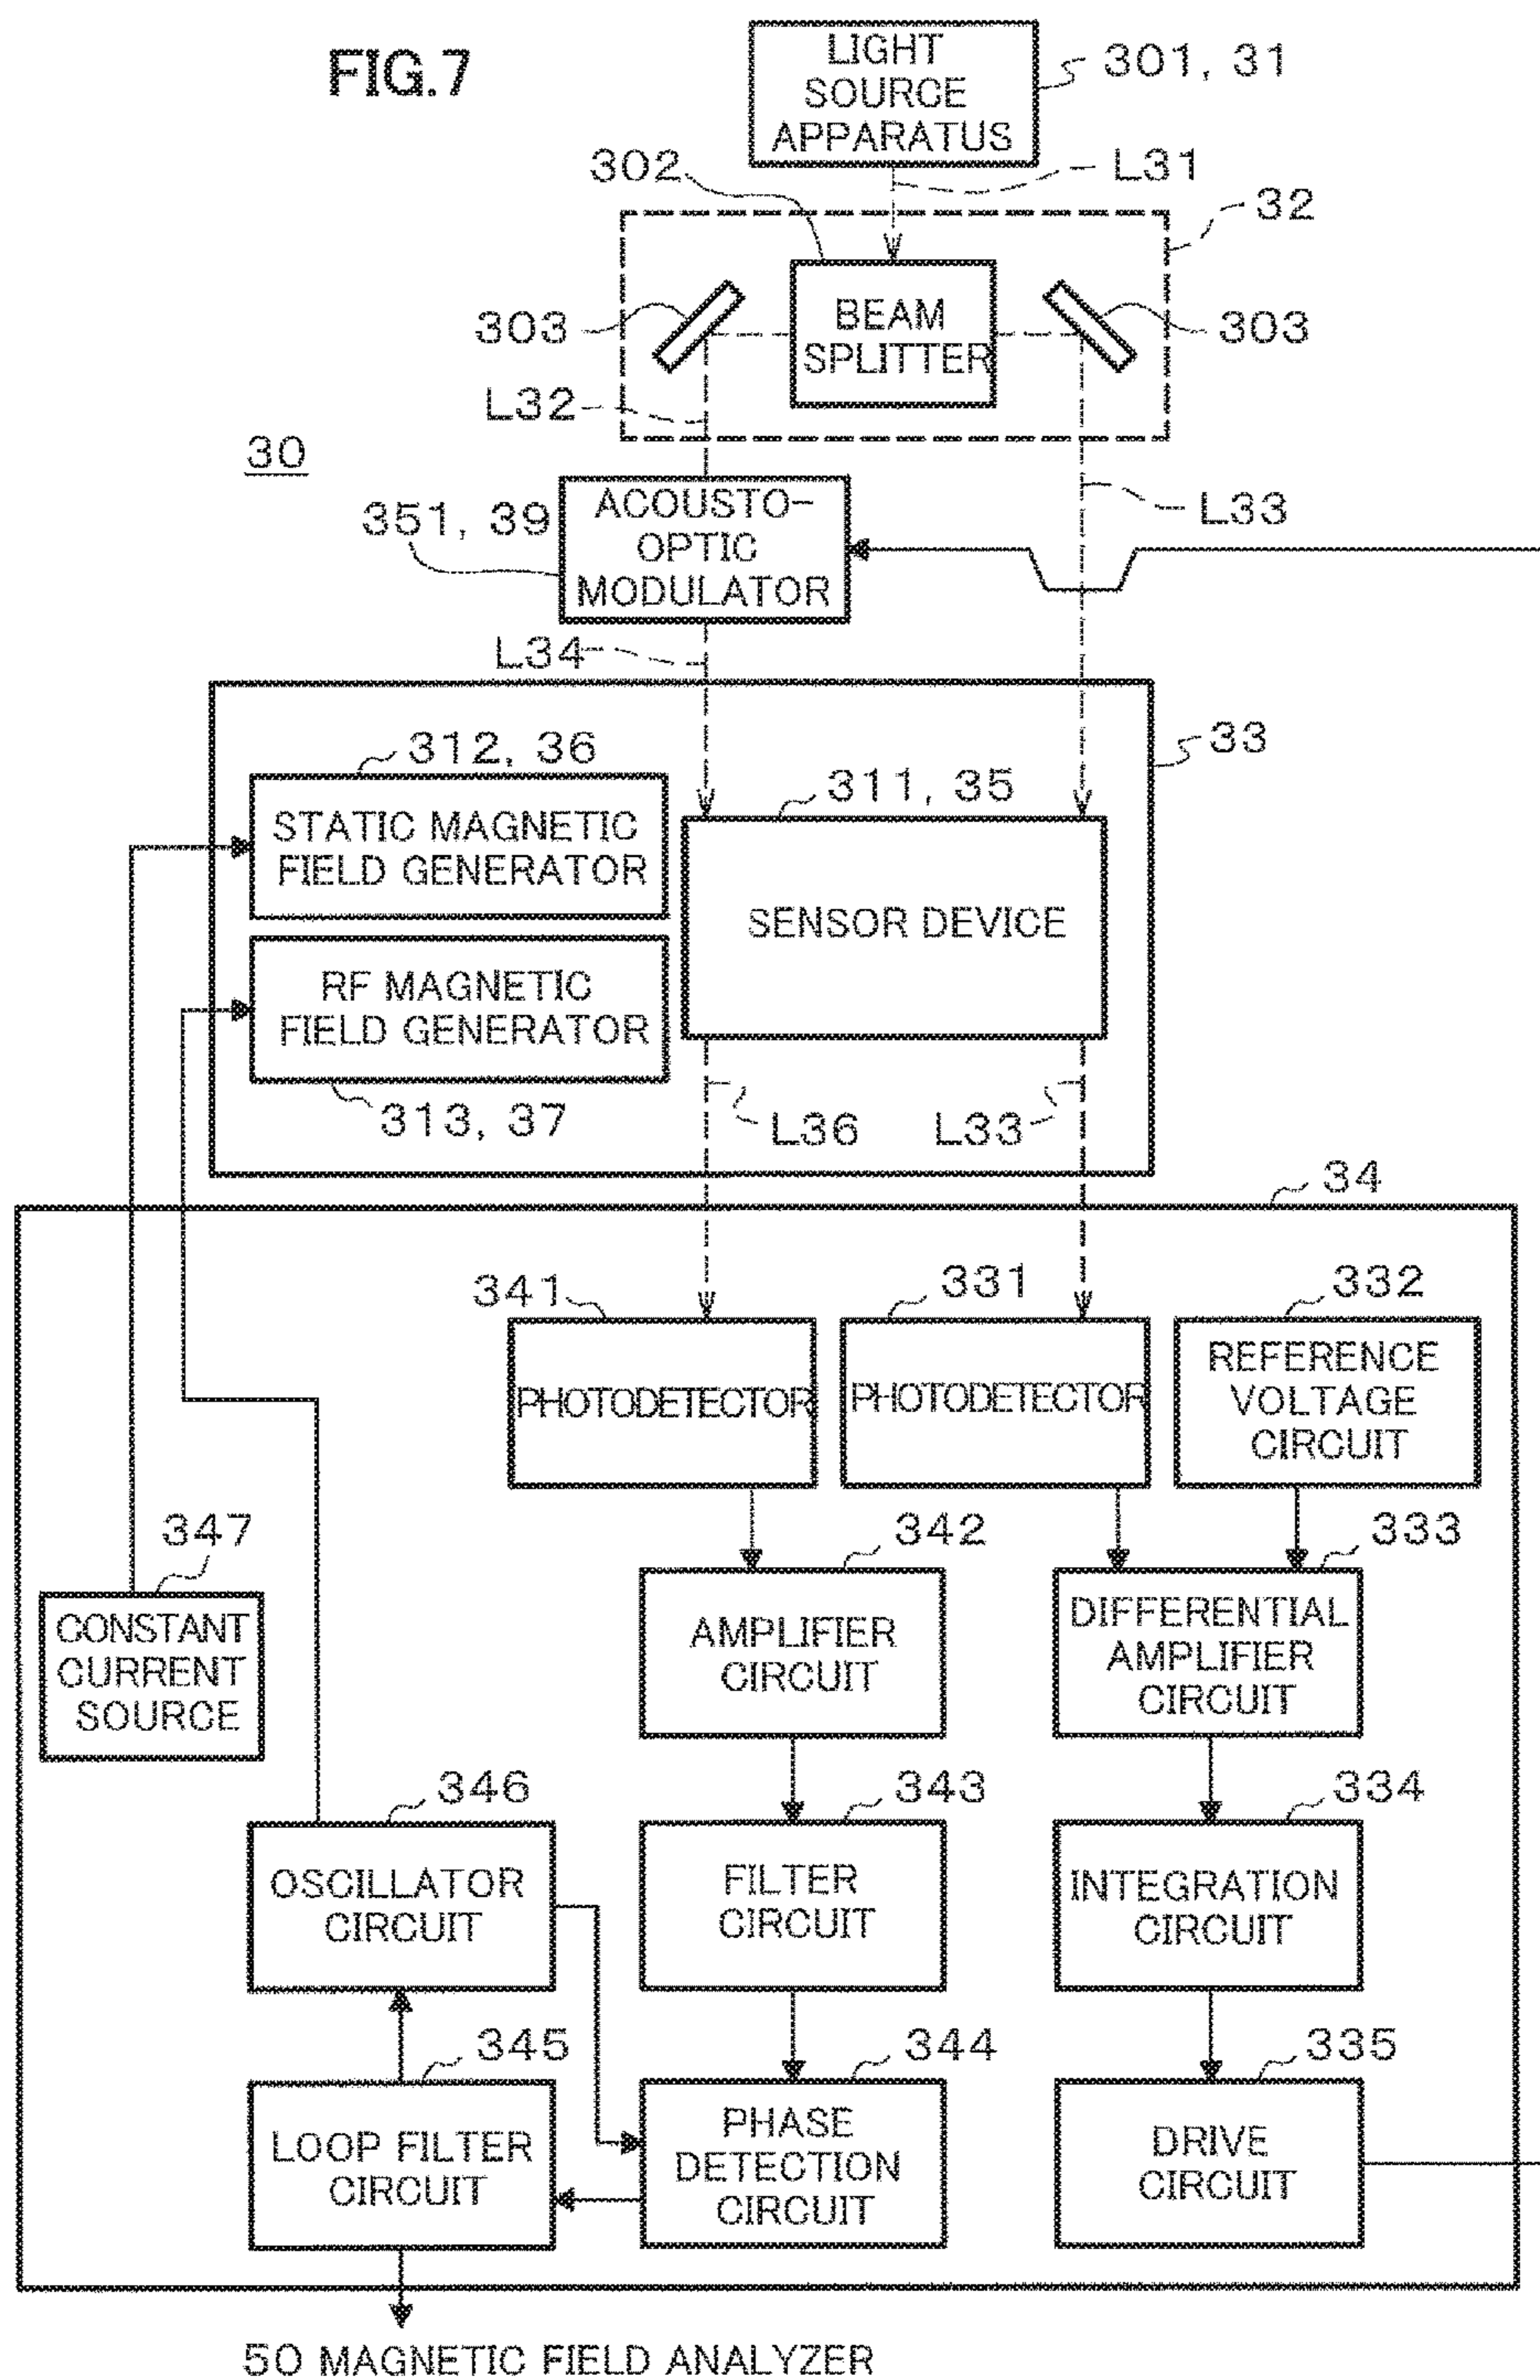 FIG.7
LIGHT
SOURCE
APPARATUS
301, 31
302
L31
32
303
BEAM
SPLITTER
303
L32
30
351, 39
ACOUSTO-
OPTIC
MODULATOR
L33
L34
33
312, 36
311, 35
STATIC MAGNETIC
FIELD GENERATOR
SENSOR DEVICE
RF MAGNETIC
FIELD GENERATOR
313, 37
L36
L33
34
341
331
332
PHOTODETECTOR
PHOTODETECTOR
REFERENCE
VOLTAGE
CIRCUIT
347
342
333
CONSTANT
CURRENT
SOURCE
AMPLIFIER
CIRCUIT
DIFFERENTIAL
AMPLIFIER
CIRCUIT
346
343
334
OSCILLATOR
CIRCUIT
FILTER
CIRCUIT
INTEGRATION
CIRCUIT
345
344
335
LOOP FILTER
CIRCUIT
PHASE
DETECTION
CIRCUIT
DRIVE
CIRCUIT
50 MAGNETIC FIELD ANALYZER